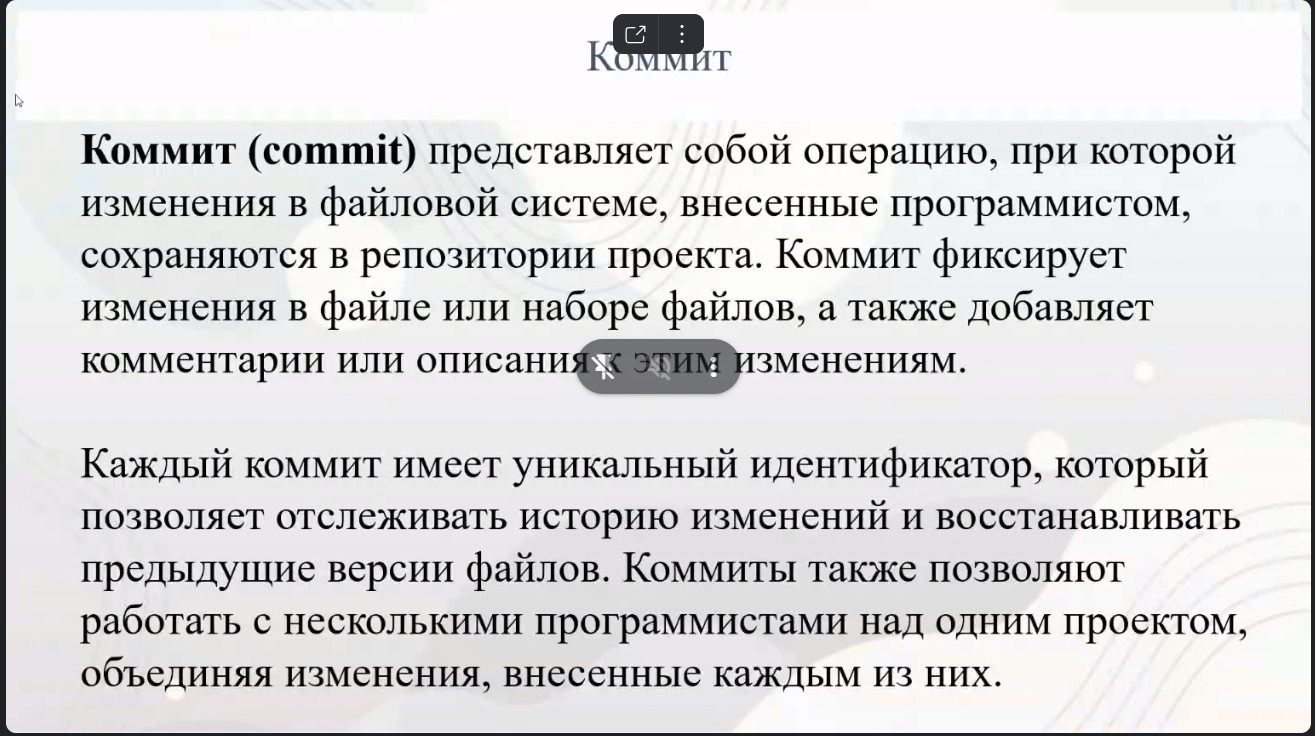 Коммит
Коммит (commit) представляет собой операцию, при которой
изменения в файловой системе, внесенные программистом,
сохраняются в репозитории проекта. Коммит фиксирует
изменения в файле или наборе файлов, а также добавляет
комментарии или описания к этим изменениям.
Каждый коммит имеет уникальный идентификатор, который
позволяет отслеживать историю изменений и восстанавливать
предыдущие версии файлов. Коммиты также позволяют
работать с несколькими программистами над одним проектом,
объединяя изменения, внесенные каждым из них.